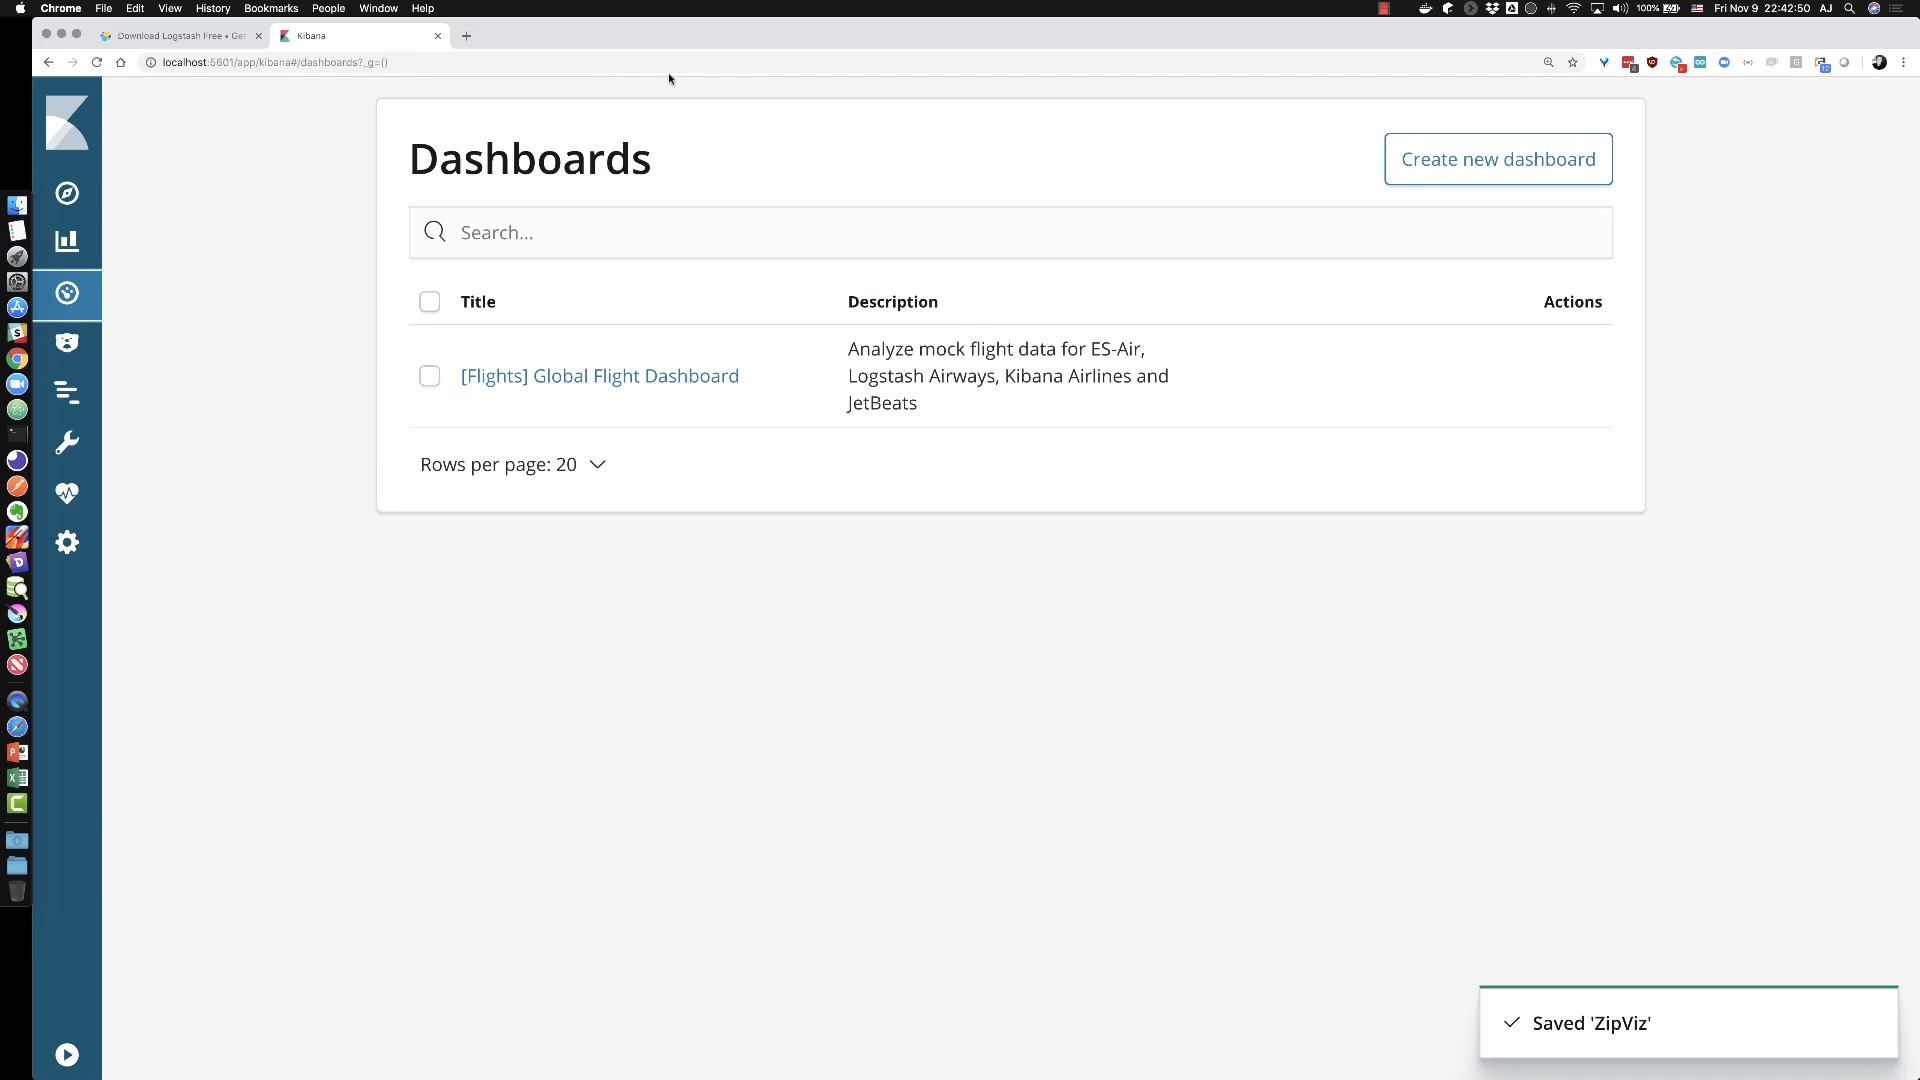 Chrome File Edit View History Bookmarks People Window Help
100% Fri Nov 9 22:42:50 AJ
Download Logstash Free • Get
Kibana
localhost:5601/app/kibana#/dashboards?_g=()
Dashboards
Create new dashboard
Search...
Title Description Actions
[Flights] Global Flight Dashboard
Analyze mock flight data for ES-Air,
Logstash Airways, Kibana Airlines and
JetBeats
Rows per page: 20
Saved 'ZipViz'